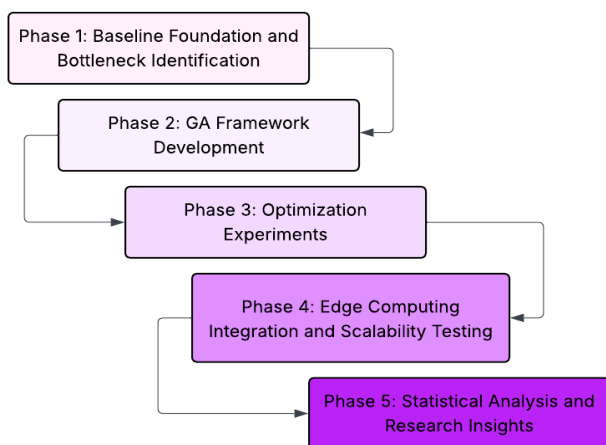 Phase 1: Baseline Foundation and
Bottleneck Identification
Phase 2: GA Framework
Development
Phase 3: Optimization
Experiments
Phase 4: Edge Computing
Integration and Scalability Testing
Phase 5: Statistical Analysis and
Research Insights